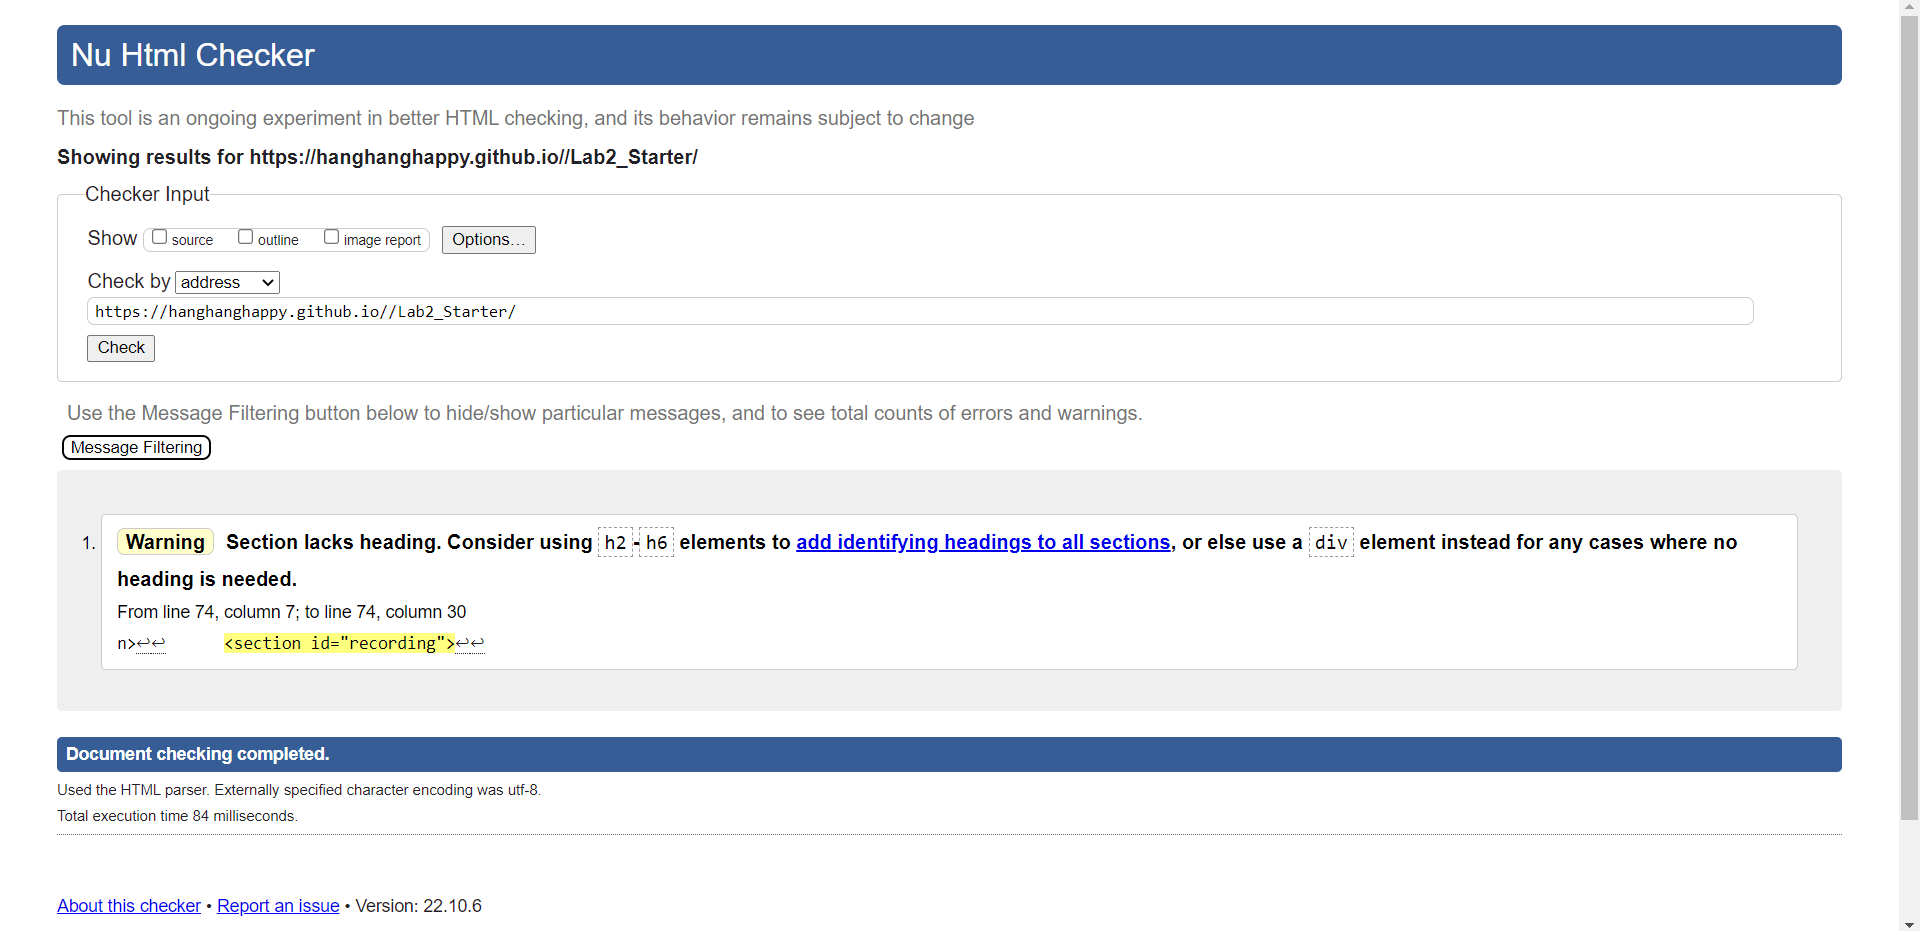 Nu Html Checker
This tool is an ongoing experiment in better HTML checking, and its behavior remains subject to change
Showing results for https://hanghanghappy.github.io//Lab2_Starter/
Checker Input
Show source outline image report Options…
Check by address
https://hanghanghappy.github.io//Lab2_Starter/
Check
Use the Message Filtering button below to hide/show particular messages, and to see total counts of errors and warnings.
Message Filtering
1. Warning Section lacks heading. Consider using h2-h6 elements to add identifying headings to all sections, or else use a div element instead for any cases where no
heading is needed.
From line 74, column 7; to line 74, column 30
n>↩↩ <section id="recording">↩↩
Document checking completed.
Used the HTML parser. Externally specified character encoding was utf-8.
Total execution time 84 milliseconds.
About this checker • Report an issue • Version: 22.10.6